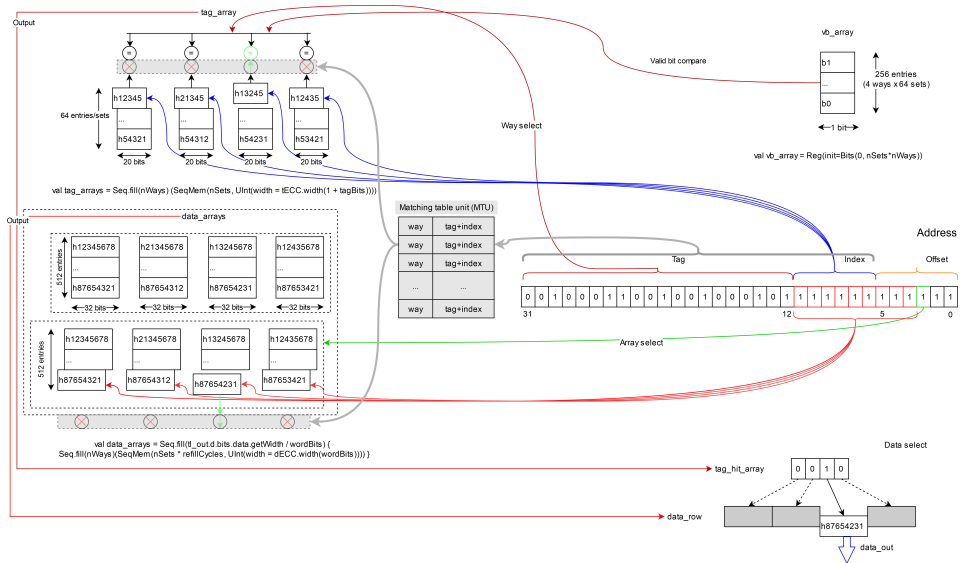 tag_array
Output
= = = =
h12345 h21345 h13245 h12435
... ... ... ...
h54321 h54312 h54231 h53421
64 entries/sets
20 bits 20 bits 20 bits 20 bits
val tag_arrays = Seq.fill(nWays) (SeqMem(nSets, UInt(width = tECC.width(1 + tagBits))))
Way select
Valid bit compare
vb_array
b1
...
b0
256 entries
(4 ways x 64 sets)
1 bit
val vb_array = Reg(init=Bits(0, nSets*nWays))
Output
data_arrays
512 entries
h12345678 h21345678 h13245678 h12435678
... ... ... ...
h87654321 h87654312 h87654231 h87653421
32 bits 32 bits 32 bits 32 bits
512 entries
h12345678 h21345678 h13245678 h12435678
... ... ... ...
h87654321 h87654312 h87654231 h87653421
val data_arrays = Seq.fill(tl_out.d.bits.data.getWidth / wordBits) {
Seq.fill(nWays)(SeqMem(nSets * refillCycles, UInt(width = dECC.width(wordBits)))) }
Matching table unit (MTU)
way tag+index
way tag+index
way tag+index
... ...
way tag+index
Address
Tag Index Offset
0 0 1 0 0 0 1 1 0 0 1 0 0 1 0 0 0 1 0 1 1 1 1 1 1 1 1 1 1 1 1 1
31 12 5 0
Array select
Data select
tag_hit_array
0 0 1 0
data_row
h87654231
data_out